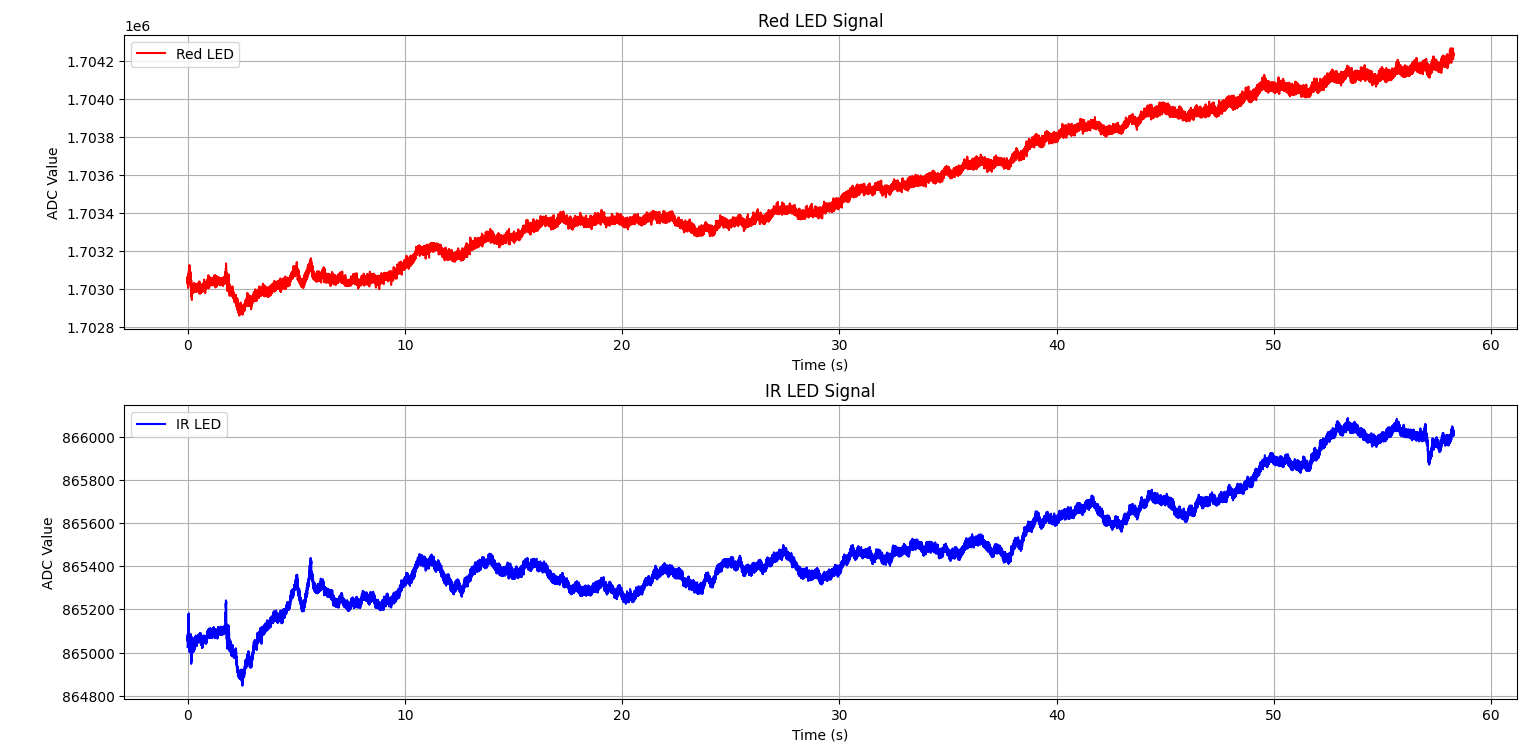 Red LED Signal
1e6
Red LED
1.7042
1.7040
1.7038
1.7036
1.7034
1.7032
1.7030
1.7028
ADC Value
0 10 20 30 40 50 60
Time (s)
IR LED Signal
IR LED
866000
865800
865600
865400
865200
865000
864800
ADC Value
0 10 20 30 40 50 60
Time (s)